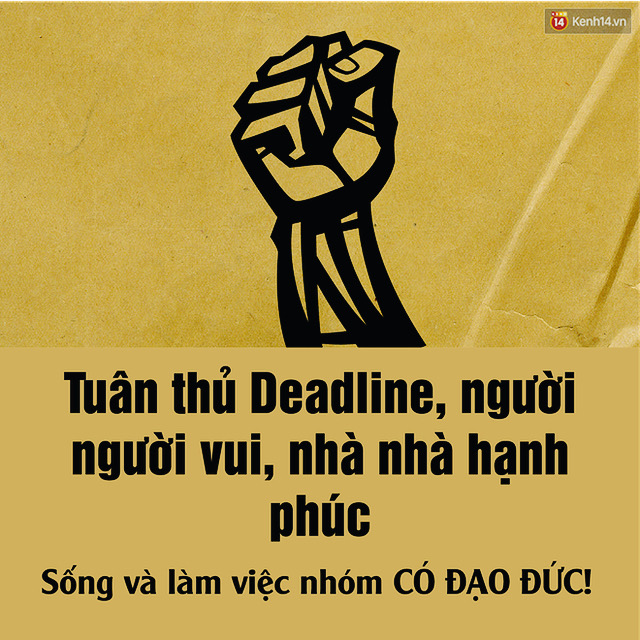 14 Kenh14.vn
Tuân thủ Deadline, người
người vui, nhà nhà hạnh
phúc
Sống và làm việc nhóm CÓ ĐẠO ĐỨC!